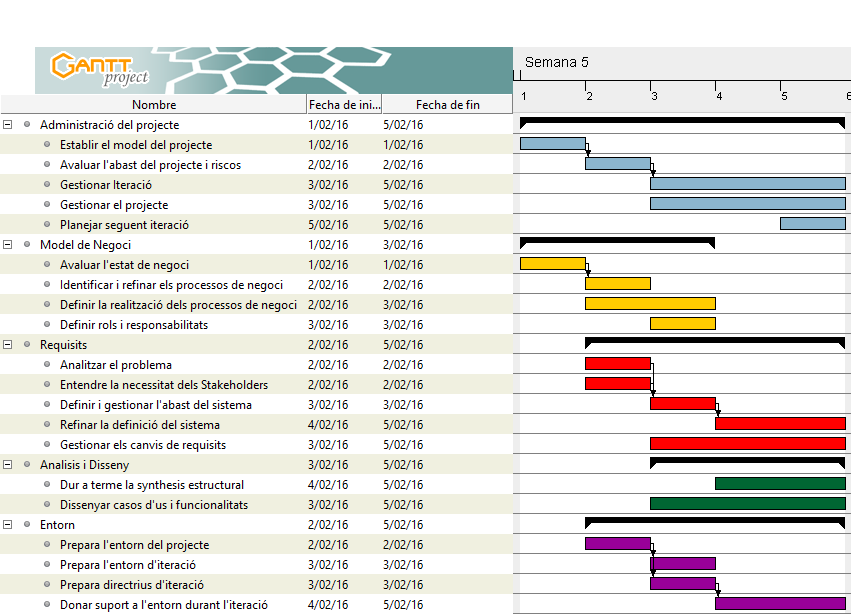 GANTT
project
Semana 5
1 2 3 4 5 6
Nombre Fecha de ini... Fecha de fin
Administració del projecte 1/02/16 5/02/16
Establir el model del projecte 1/02/16 1/02/16
Avaluar l'abast del projecte i riscos 2/02/16 2/02/16
Gestionar Iteració 3/02/16 5/02/16
Gestionar el projecte 3/02/16 5/02/16
Planejar seguent iteració 5/02/16 5/02/16
Model de Negoci 1/02/16 3/02/16
Avaluar l'estat de negoci 1/02/16 1/02/16
Identificar i refinar els processos de negoci 2/02/16 2/02/16
Definir la realització dels processos de negoci 2/02/16 3/02/16
Definir rols i responsabilitats 3/02/16 3/02/16
Requisits 2/02/16 5/02/16
Analitzar el problema 2/02/16 2/02/16
Entendre la necessitat dels Stakeholders 2/02/16 2/02/16
Definir i gestionar l'abast del sistema 3/02/16 3/02/16
Refinar la definició del sistema 4/02/16 5/02/16
Gestionar els canvis de requisits 3/02/16 5/02/16
Analisis i Disseny 3/02/16 5/02/16
Dur a terme la synthesis estructural 4/02/16 5/02/16
Dissenyar casos d'us i funcionalitats 3/02/16 5/02/16
Entorn 2/02/16 5/02/16
Prepara l'entorn del projecte 2/02/16 2/02/16
Prepara l'entorn d'iteració 3/02/16 3/02/16
Prepara directrius d'iteració 3/02/16 3/02/16
Donar suport a l'entorn durant l'iteració 4/02/16 5/02/16